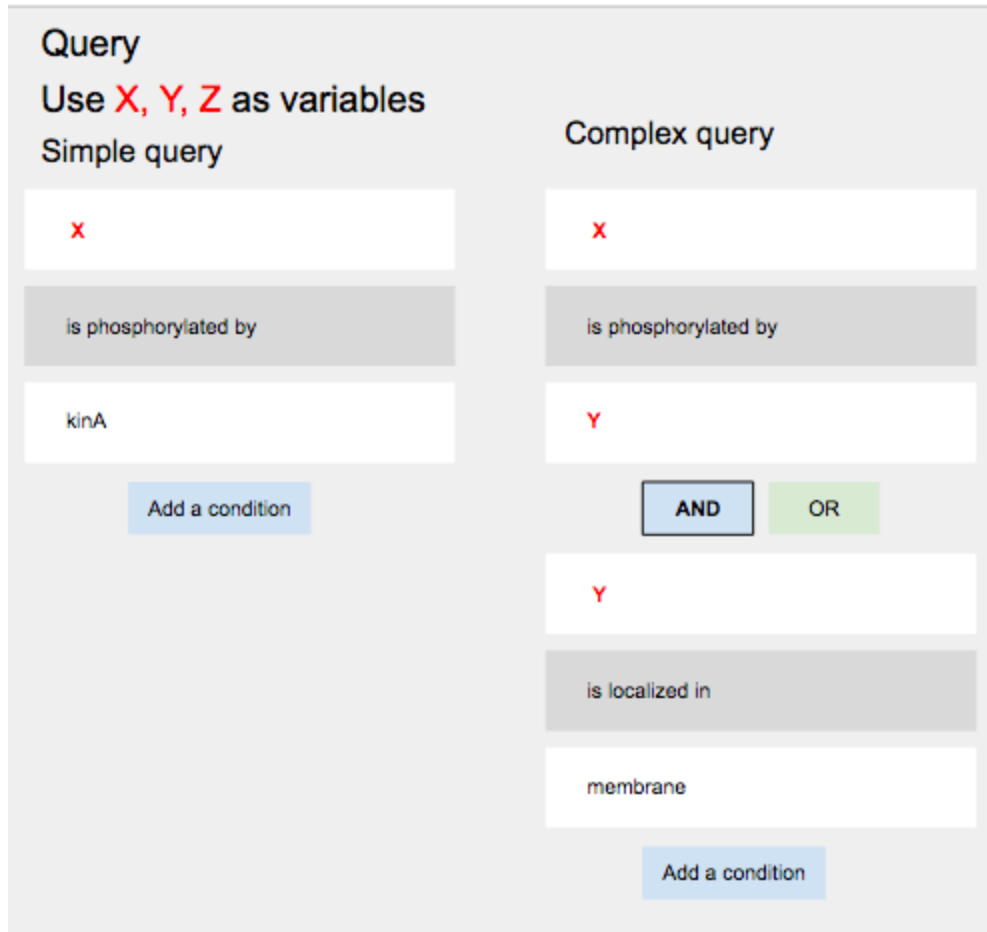 Query
Use X, Y, Z as variables
Simple query
X
is phosphorylated by
kinA
Add a condition
Complex query
X
is phosphorylated by
Y
AND OR
Y
is localized in
membrane
Add a condition